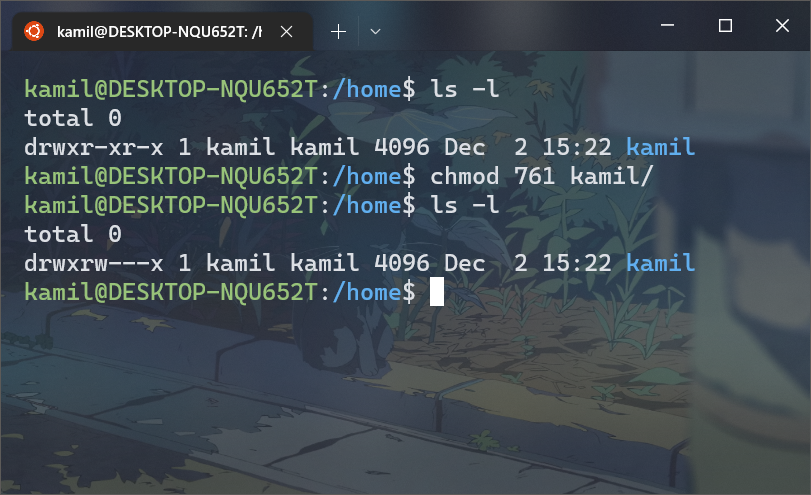 kamil@DESKTOP-NQU652T: /h
kamil@DESKTOP-NQU652T:/home$ ls -l
total 0
drwxr-xr-x 1 kamil kamil 4096 Dec  2 15:22 kamil
kamil@DESKTOP-NQU652T:/home$ chmod 761 kamil/
kamil@DESKTOP-NQU652T:/home$ ls -l
total 0
drwxrw---x 1 kamil kamil 4096 Dec  2 15:22 kamil
kamil@DESKTOP-NQU652T:/home$